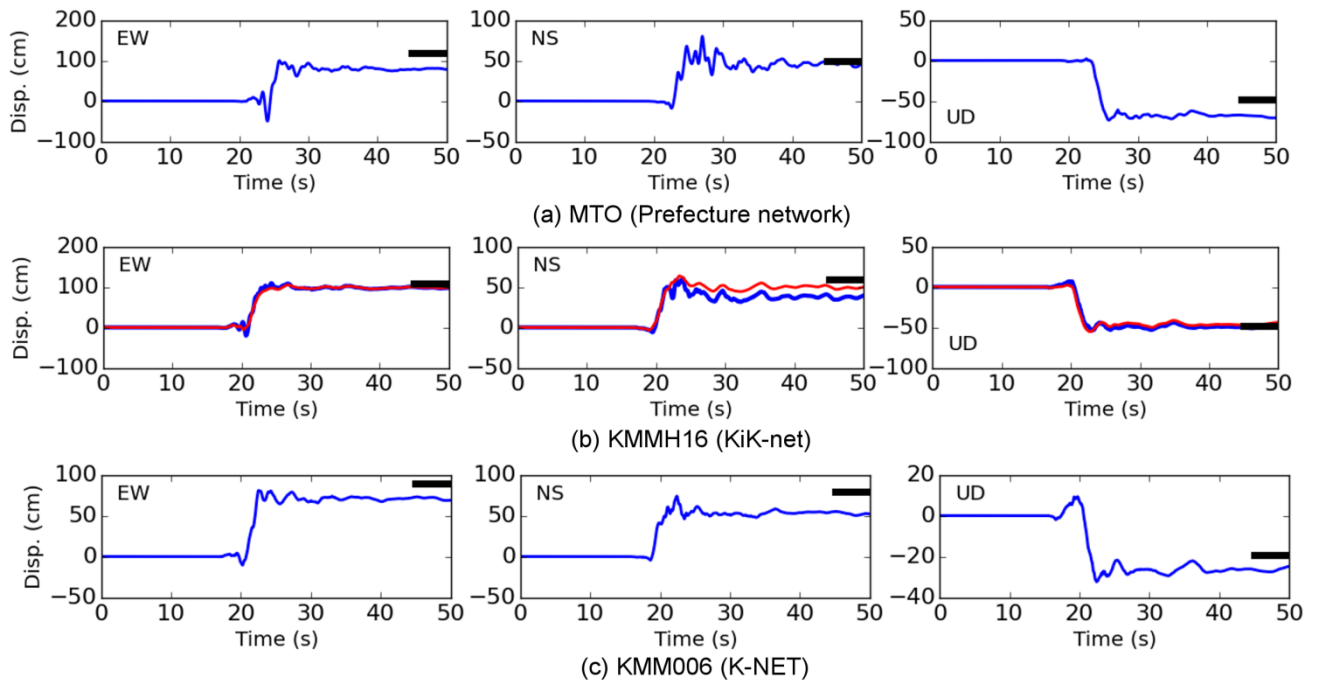 Disp. (cm)
200
100
0
−100
EW
0 10 20 30 40 50
Time (s)
100
50
0
−50
NS
0 10 20 30 40 50
Time (s)
50
0
−50
−100
UD
0 10 20 30 40 50
Time (s)
(a) MTO (Prefecture network)
Disp. (cm)
200
100
0
−100
EW
0 10 20 30 40 50
Time (s)
100
50
0
−50
NS
0 10 20 30 40 50
Time (s)
50
0
−50
−100
UD
0 10 20 30 40 50
Time (s)
(b) KMMH16 (KiK-net)
Disp. (cm)
100
50
0
−50
EW
0 10 20 30 40 50
Time (s)
100
50
0
−50
NS
0 10 20 30 40 50
Time (s)
20
0
−20
−40
UD
0 10 20 30 40 50
Time (s)
(c) KMM006 (K-NET)